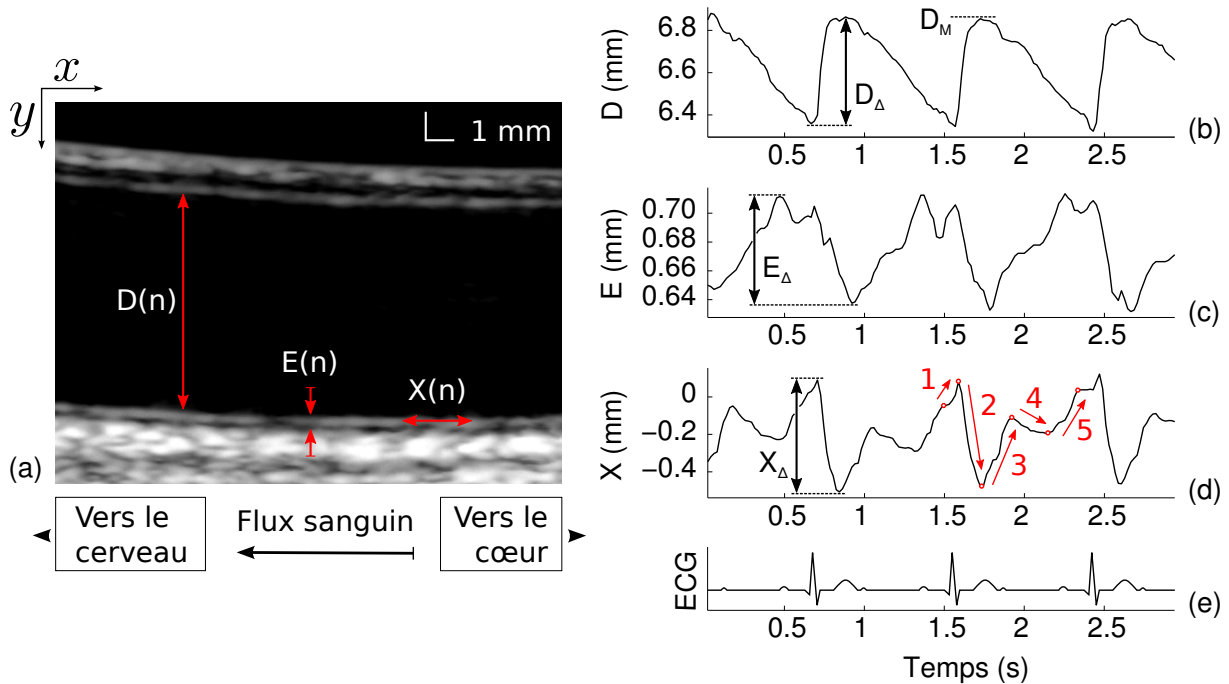 x
y
1 mm
D(n)
E(n)
X(n)
(a)
Vers le
cerveau
Flux sanguin
Vers le
cœur
D (mm)
6.8
6.6
6.4
D_M
D_Δ
0.5 1 1.5 2 2.5
(b)
E (mm)
0.70
0.68
0.66
0.64
E_Δ
0.5 1 1.5 2 2.5
(c)
X (mm)
0
−0.2
−0.4
X_Δ
1
2
3
4
5
0.5 1 1.5 2 2.5
(d)
ECG
0.5 1 1.5 2 2.5
(e)
Temps (s)